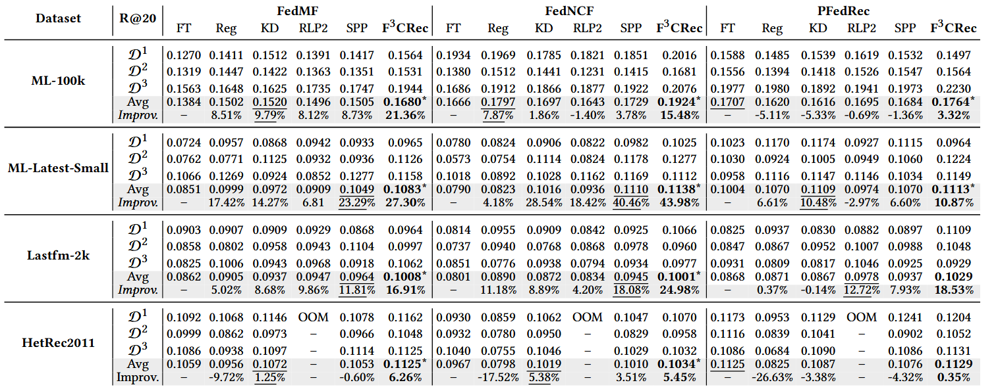 FedMF FedNCF PFedRec
Dataset R@20 FT Reg KD RLP2 SPP F³CRec FT Reg KD RLP2 SPP F³CRec FT Reg KD RLP2 SPP F³CRec
𝒟¹ 0.1270 0.1411 0.1512 0.1391 0.1417 0.1564 0.1934 0.1969 0.1785 0.1821 0.1851 0.2016 0.1588 0.1485 0.1539 0.1619 0.1532 0.1497
ML-100k 𝒟² 0.1319 0.1447 0.1422 0.1363 0.1351 0.1531 0.1380 0.1512 0.1441 0.1231 0.1415 0.1681 0.1556 0.1394 0.1418 0.1526 0.1547 0.1564
𝒟³ 0.1563 0.1648 0.1625 0.1735 0.1747 0.1944 0.1686 0.1912 0.1866 0.1877 0.1922 0.2076 0.1977 0.1980 0.1892 0.1941 0.1973 0.2230
Avg 0.1384 0.1502 0.1520 0.1496 0.1505 0.1680* 0.1666 0.1797 0.1697 0.1643 0.1729 0.1924* 0.1707 0.1620 0.1616 0.1695 0.1684 0.1764*
Improv. – 8.51% 9.79% 8.12% 8.73% 21.36% – 7.87% 1.86% -1.40% 3.78% 15.48% – -5.11% -5.33% -0.69% -1.36% 3.32%
𝒟¹ 0.0724 0.0957 0.0868 0.0942 0.0933 0.0965 0.0780 0.0824 0.0906 0.0822 0.0982 0.1025 0.1023 0.1170 0.1174 0.0927 0.1115 0.0964
ML-Latest-Small 𝒟² 0.0762 0.0771 0.1125 0.0932 0.0936 0.1126 0.0573 0.0754 0.1114 0.0824 0.1178 0.1277 0.1030 0.0924 0.1005 0.0949 0.1060 0.1224
𝒟³ 0.1066 0.1269 0.0924 0.0852 0.1277 0.1158 0.1018 0.0892 0.1028 0.1162 0.1169 0.1112 0.0958 0.1116 0.1147 0.1146 0.1034 0.1149
Avg 0.0851 0.0999 0.0972 0.0909 0.1049 0.1083* 0.0790 0.0823 0.1016 0.0936 0.1110 0.1138* 0.1004 0.1070 0.1109 0.0974 0.1070 0.1113*
Improv. – 17.42% 14.27% 6.81 23.29% 27.30% – 4.18% 28.54% 18.42% 40.46% 43.98% – 6.61% 10.48% -2.97% 6.60% 10.87%
𝒟¹ 0.0903 0.0907 0.0909 0.0929 0.0868 0.0964 0.0814 0.0955 0.0909 0.0842 0.0925 0.1066 0.0825 0.0937 0.0830 0.0882 0.0897 0.1109
Lastfm-2k 𝒟² 0.0858 0.0802 0.0958 0.0943 0.1104 0.0997 0.0737 0.0940 0.0768 0.0868 0.0978 0.0960 0.0847 0.0867 0.0952 0.1007 0.0988 0.1048
𝒟³ 0.0825 0.1006 0.0943 0.0968 0.0918 0.1062 0.0851 0.0776 0.0938 0.0794 0.0934 0.0977 0.0931 0.0809 0.0817 0.1046 0.0925 0.0929
Avg 0.0862 0.0905 0.0937 0.0947 0.0964 0.1008* 0.0801 0.0890 0.0872 0.0834 0.0945 0.1001* 0.0868 0.0871 0.0867 0.0978 0.0937 0.1029
Improv. – 5.02% 8.68% 9.86% 11.81% 16.91% – 11.18% 8.89% 4.20% 18.08% 24.98% – 0.37% -0.14% 12.72% 7.93% 18.53%
𝒟¹ 0.1092 0.1068 0.1146 OOM 0.1078 0.1162 0.0930 0.0859 0.1062 OOM 0.1047 0.1070 0.1173 0.0953 0.1129 OOM 0.1241 0.1204
HetRec2011 𝒟² 0.0999 0.0862 0.0973 – 0.0966 0.1048 0.0932 0.0780 0.0950 – 0.0829 0.0958 0.1116 0.0839 0.1041 – 0.0902 0.1052
𝒟³ 0.1086 0.0938 0.1097 – 0.1114 0.1125 0.1040 0.0755 0.1046 – 0.1029 0.1032 0.1086 0.0684 0.1090 – 0.1086 0.1131
Avg 0.1059 0.0956 0.1072 – 0.1053 0.1125* 0.0967 0.0798 0.1019 – 0.1010 0.1034* 0.1125 0.0825 0.1087 – 0.1076 0.1129
Improv. – -9.72% 1.25% – -0.60% 6.26% – -17.52% 5.38% – 3.51% 5.45% – -26.63% -3.38% – -4.32% 0.35%